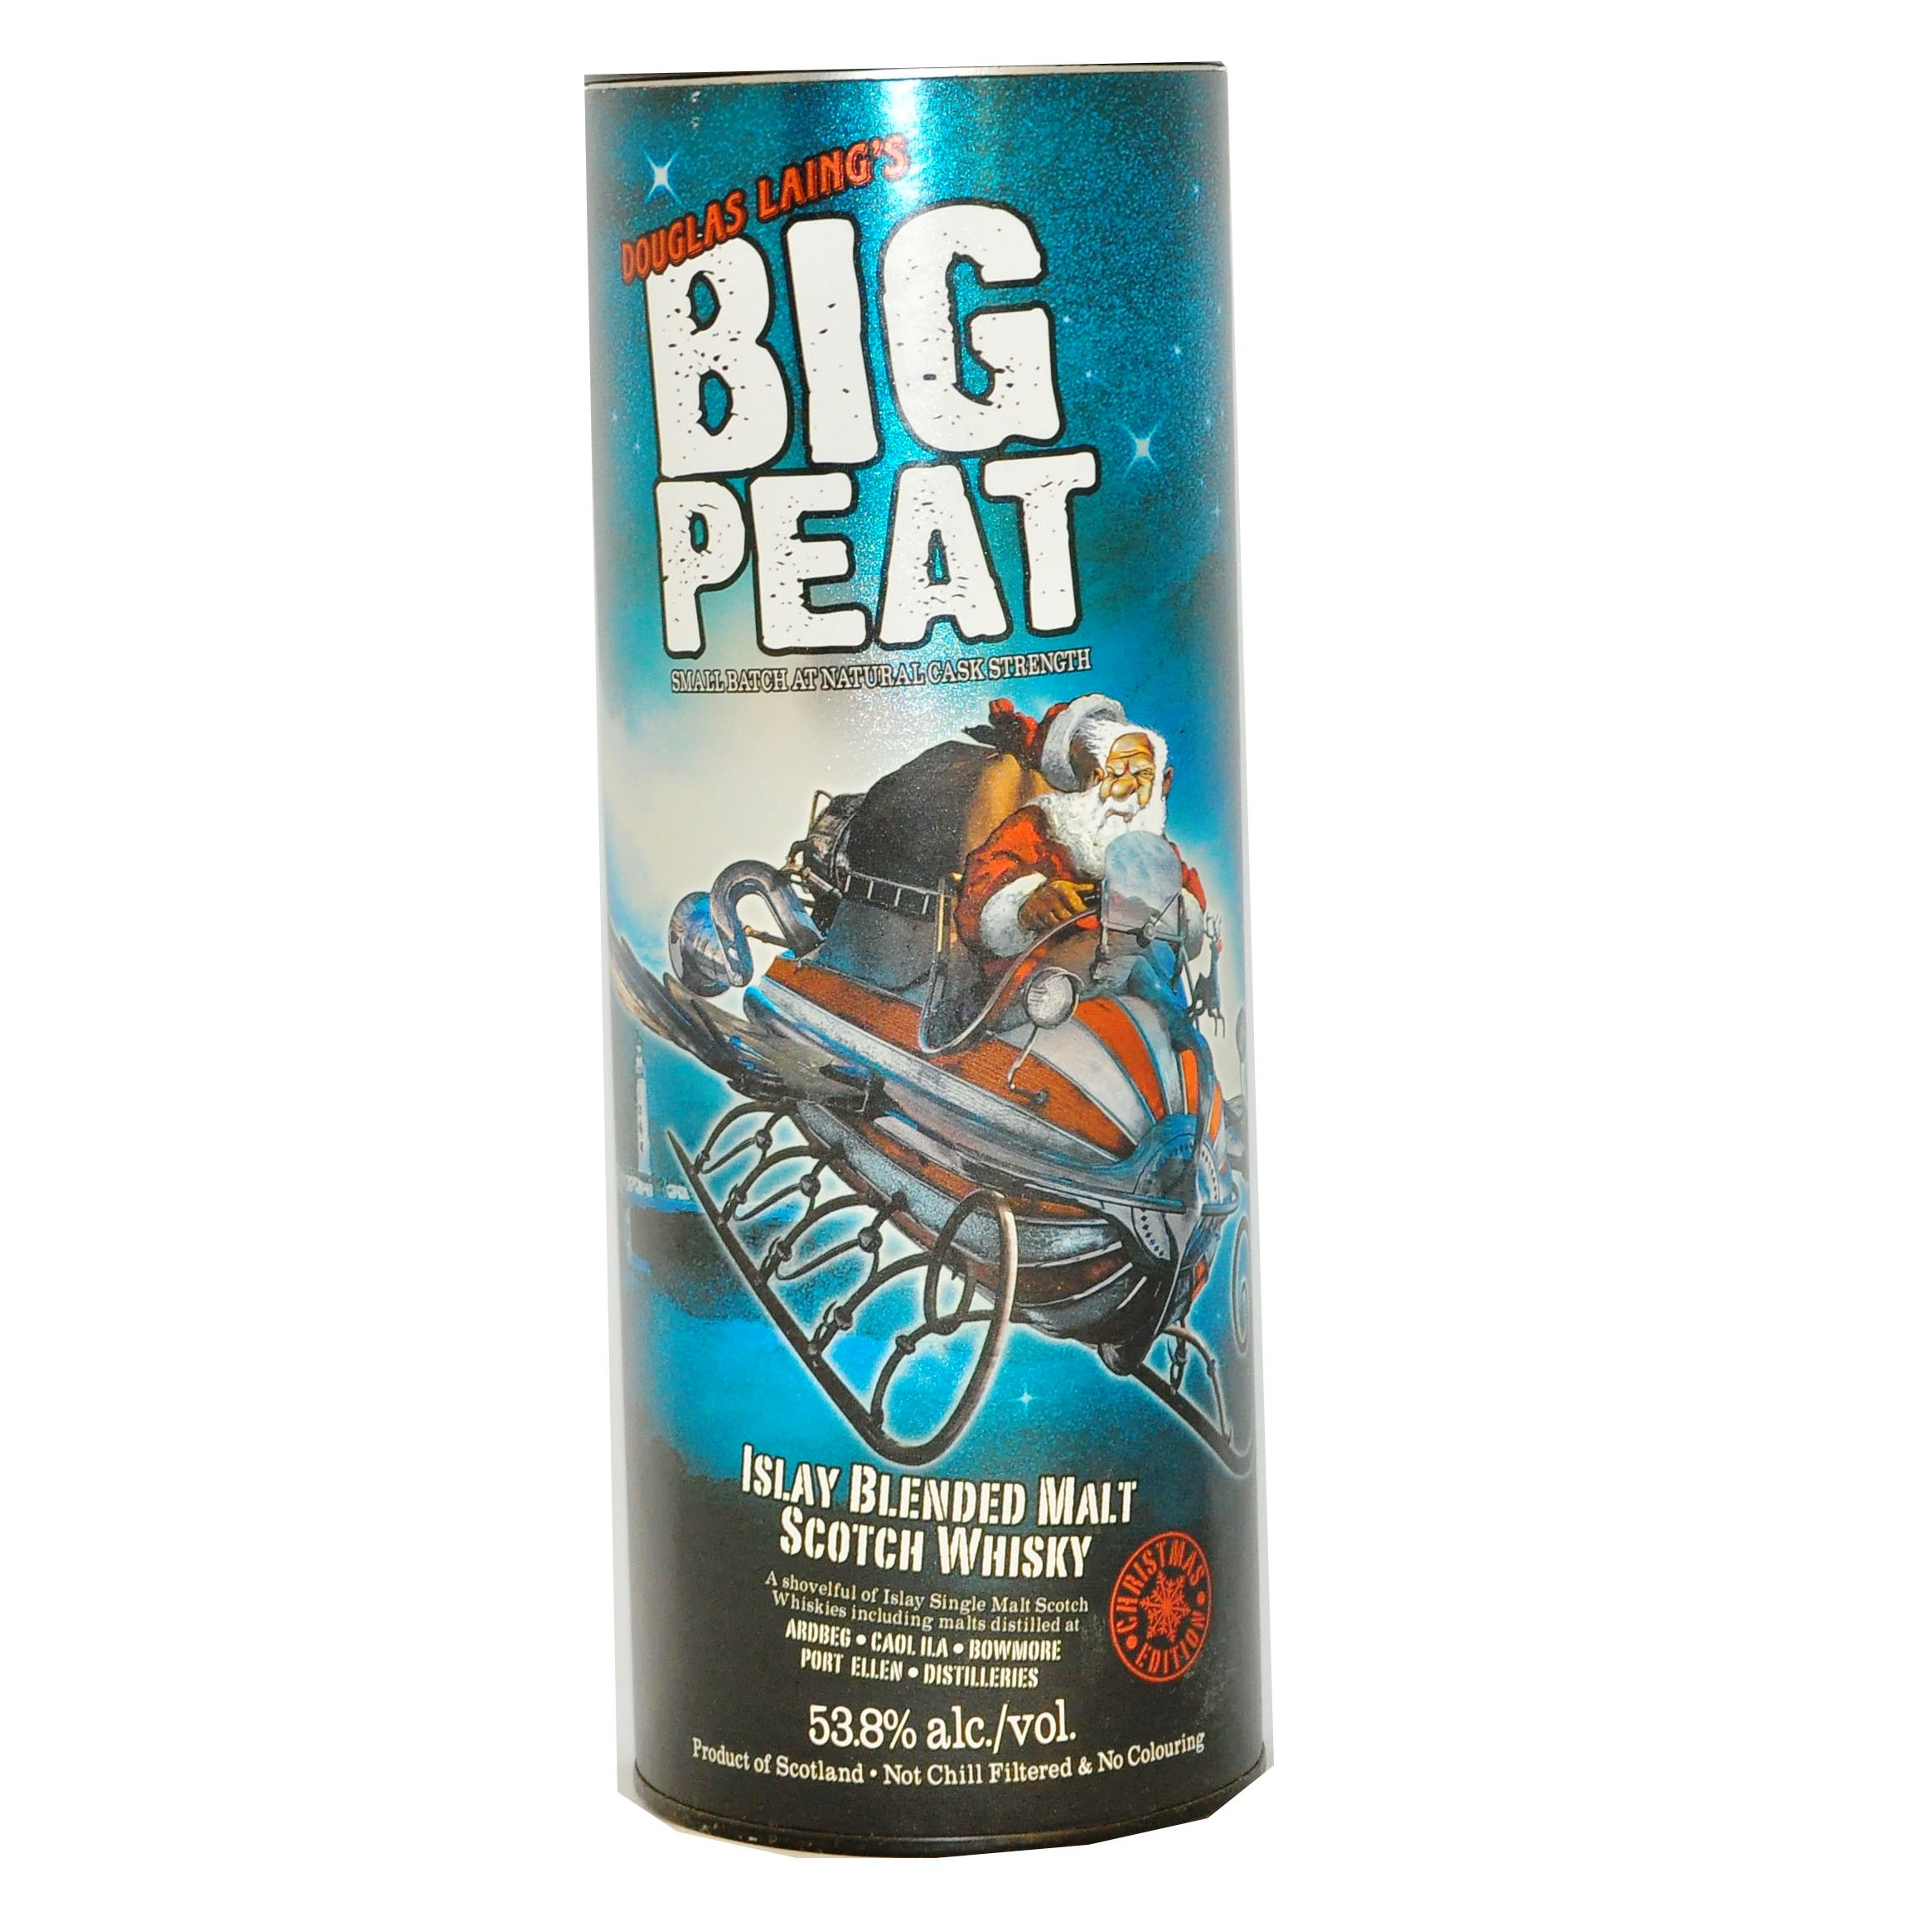 DOUGLAS LAING'S
BIG
PEAT
SMALL BATCH AT NATURAL CASK STRENGTH
ISLAY BLENDED MALT
SCOTCH WHISKY
A shovelful of Islay Single Malt Scotch
Whiskies including malts distilled at
ARDBEG • CAOL ILA • BOWMORE
PORT ELLEN • DISTILLERIES
• CHRISTMAS •
EDITION
53.8% alc./vol.
Product of Scotland • Not Chill Filtered & No Colouring